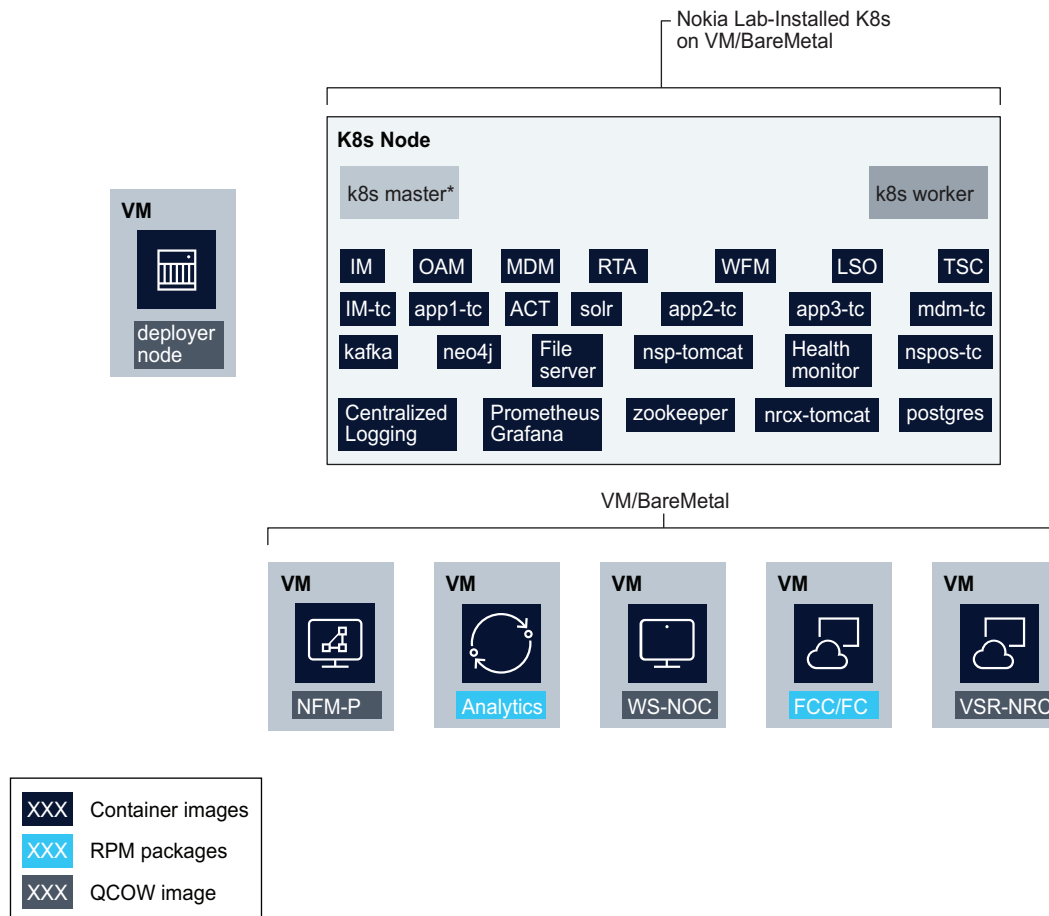 Nokia Lab-Installed K8s
on VM/BareMetal
K8s Node
k8s master*
k8s worker
VM
deployer
node
IM
OAM
MDM
RTA
WFM
LSO
TSC
IM-tc
app1-tc
ACT
solr
app2-tc
app3-tc
mdm-tc
kafka
neo4j
File
server
nsp-tomcat
Health
monitor
nspos-tc
Centralized
Logging
Prometheus
Grafana
zookeeper
nrcx-tomcat
postgres
VM/BareMetal
VM
NFM-P
VM
Analytics
VM
WS-NOC
VM
FCC/FC
VM
VSR-NRC
XXX Container images
XXX RPM packages
XXX QCOW image